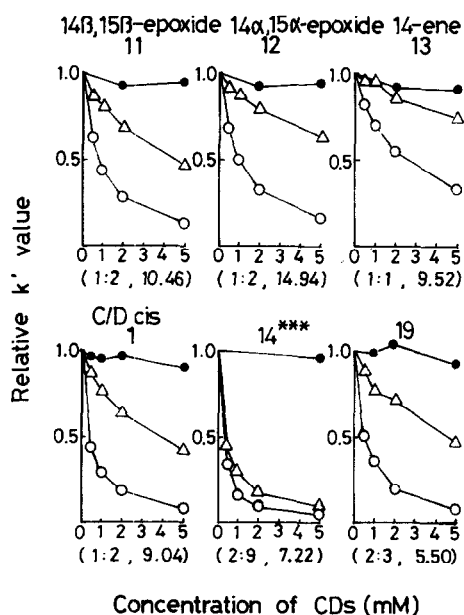 14β,15β-epoxide 14α,15α-epoxide 14-ene
11 12 13
1.0 1.0 1.0
0.5 0.5 0.5
0 1 2 3 4 5 0 1 2 3 4 5 0 1 2 3 4 5
(1:2, 10.46) (1:2, 14.94) (1:1, 9.52)
Relative k' value
C/D cis
1 14*** 19
1.0 1.0 1.0
0.5 0.5 0.5
0 1 2 3 4 5 0 1 2 3 4 5 0 1 2 3 4 5
(1:2, 9.04) (2:9, 7.22) (2:3, 5.50)
Concentration of CDs (mM)